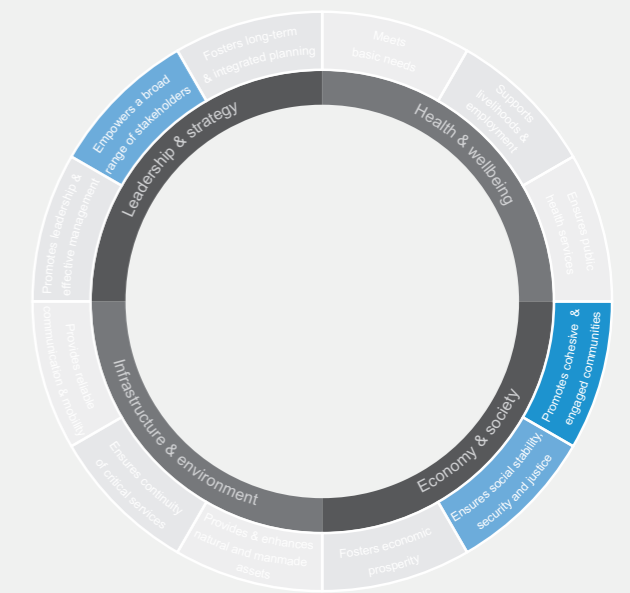 Fosters long-term
& integrated planning
Meets
basic needs
Supports
livelihoods &
employment
Ensures public
health services
Promotes cohesive &
engaged communities
Ensures social stability,
security and justice
Fosters economic
prosperity
Provides & enhances
natural and manmade
assets
Ensures continuity
of critical services
Provides reliable
communication & mobility
Promotes leadership &
effective management
Empowers a broad
range of stakeholders
Leadership & strategy
Health & wellbeing
Economy & society
Infrastructure & environment